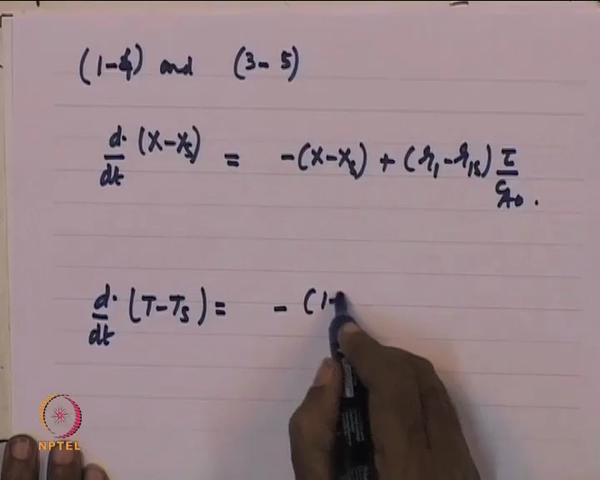 (1-4) and (3-5)
d/dt (X-Xs) = -(X-Xs) + (r1 - r1s) τ/CA0.
d/dt (T-Ts) = - (1+
NPTEL